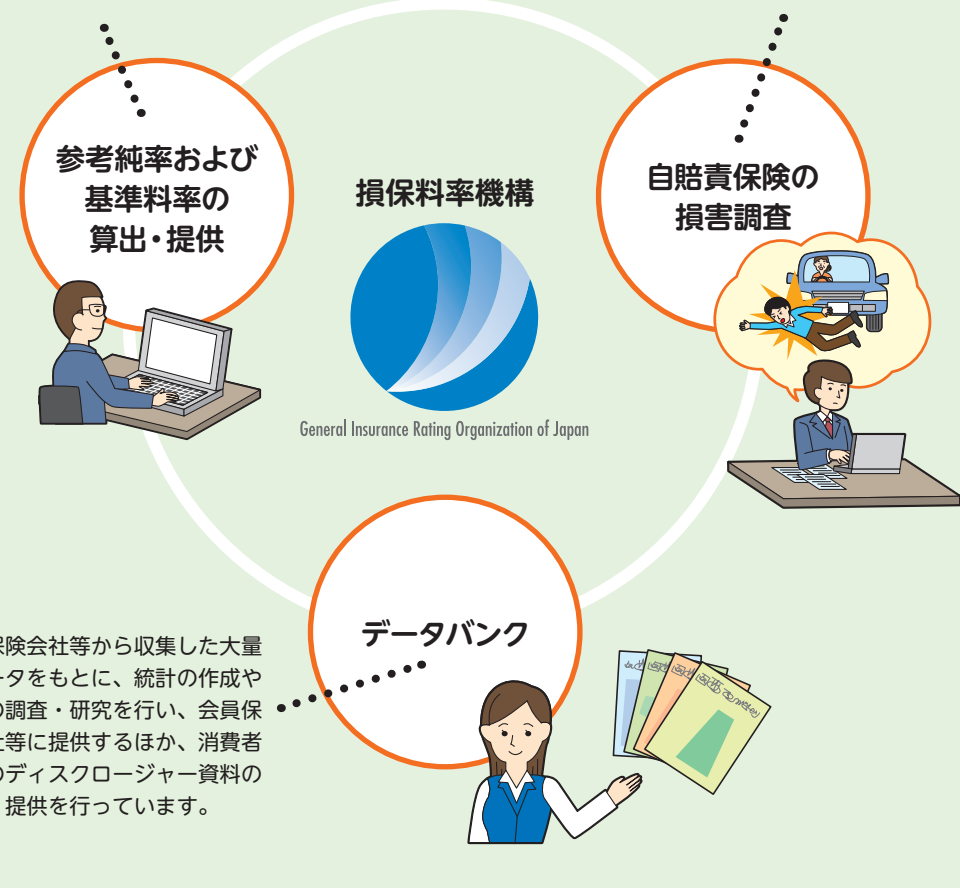 参考純率および
基準料率の
算出・提供
損保料率機構
General Insurance Rating Organization of Japan
自賠責保険の
損害調査
データバンク
保険会社等から収集した大量
ータをもとに、統計の作成や
の調査・研究を行い、会員保
社等に提供するほか、消費者
のディスクロージャー資料の
・提供を行っています。